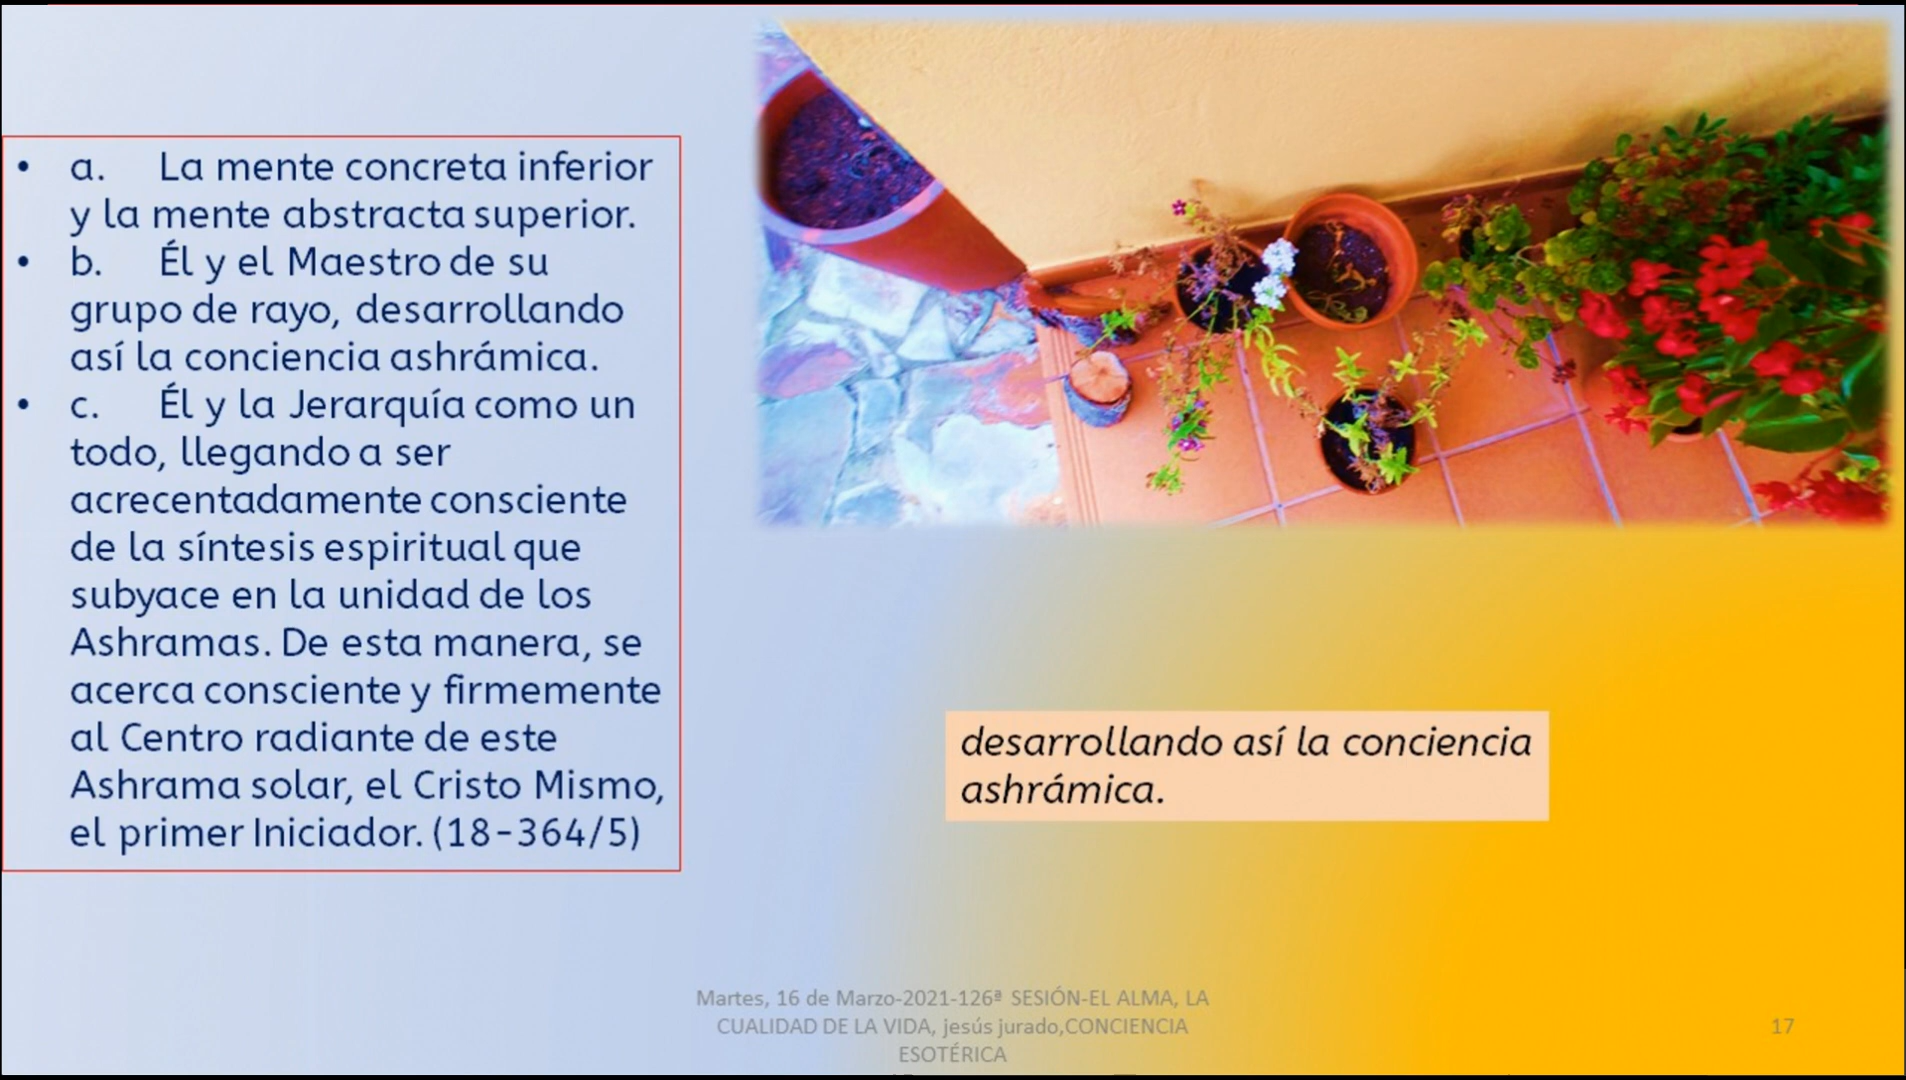 • a. La mente concreta inferior
y la mente abstracta superior.
• b. Él y el Maestro de su
grupo de rayo, desarrollando
así la conciencia ashrámica.
• c. Él y la Jerarquía como un
todo, llegando a ser
acrecentadamente consciente
de la síntesis espiritual que
subyace en la unidad de los
Ashramas. De esta manera, se
acerca consciente y firmemente
al Centro radiante de este
Ashrama solar, el Cristo Mismo,
el primer Iniciador. (18-364/5)
desarrollando así la conciencia
ashrámica.
Martes, 16 de Marzo-2021-126ª SESIÓN-EL ALMA, LA
CUALIDAD DE LA VIDA, jesús jurado,CONCIENCIA
ESOTÉRICA
17